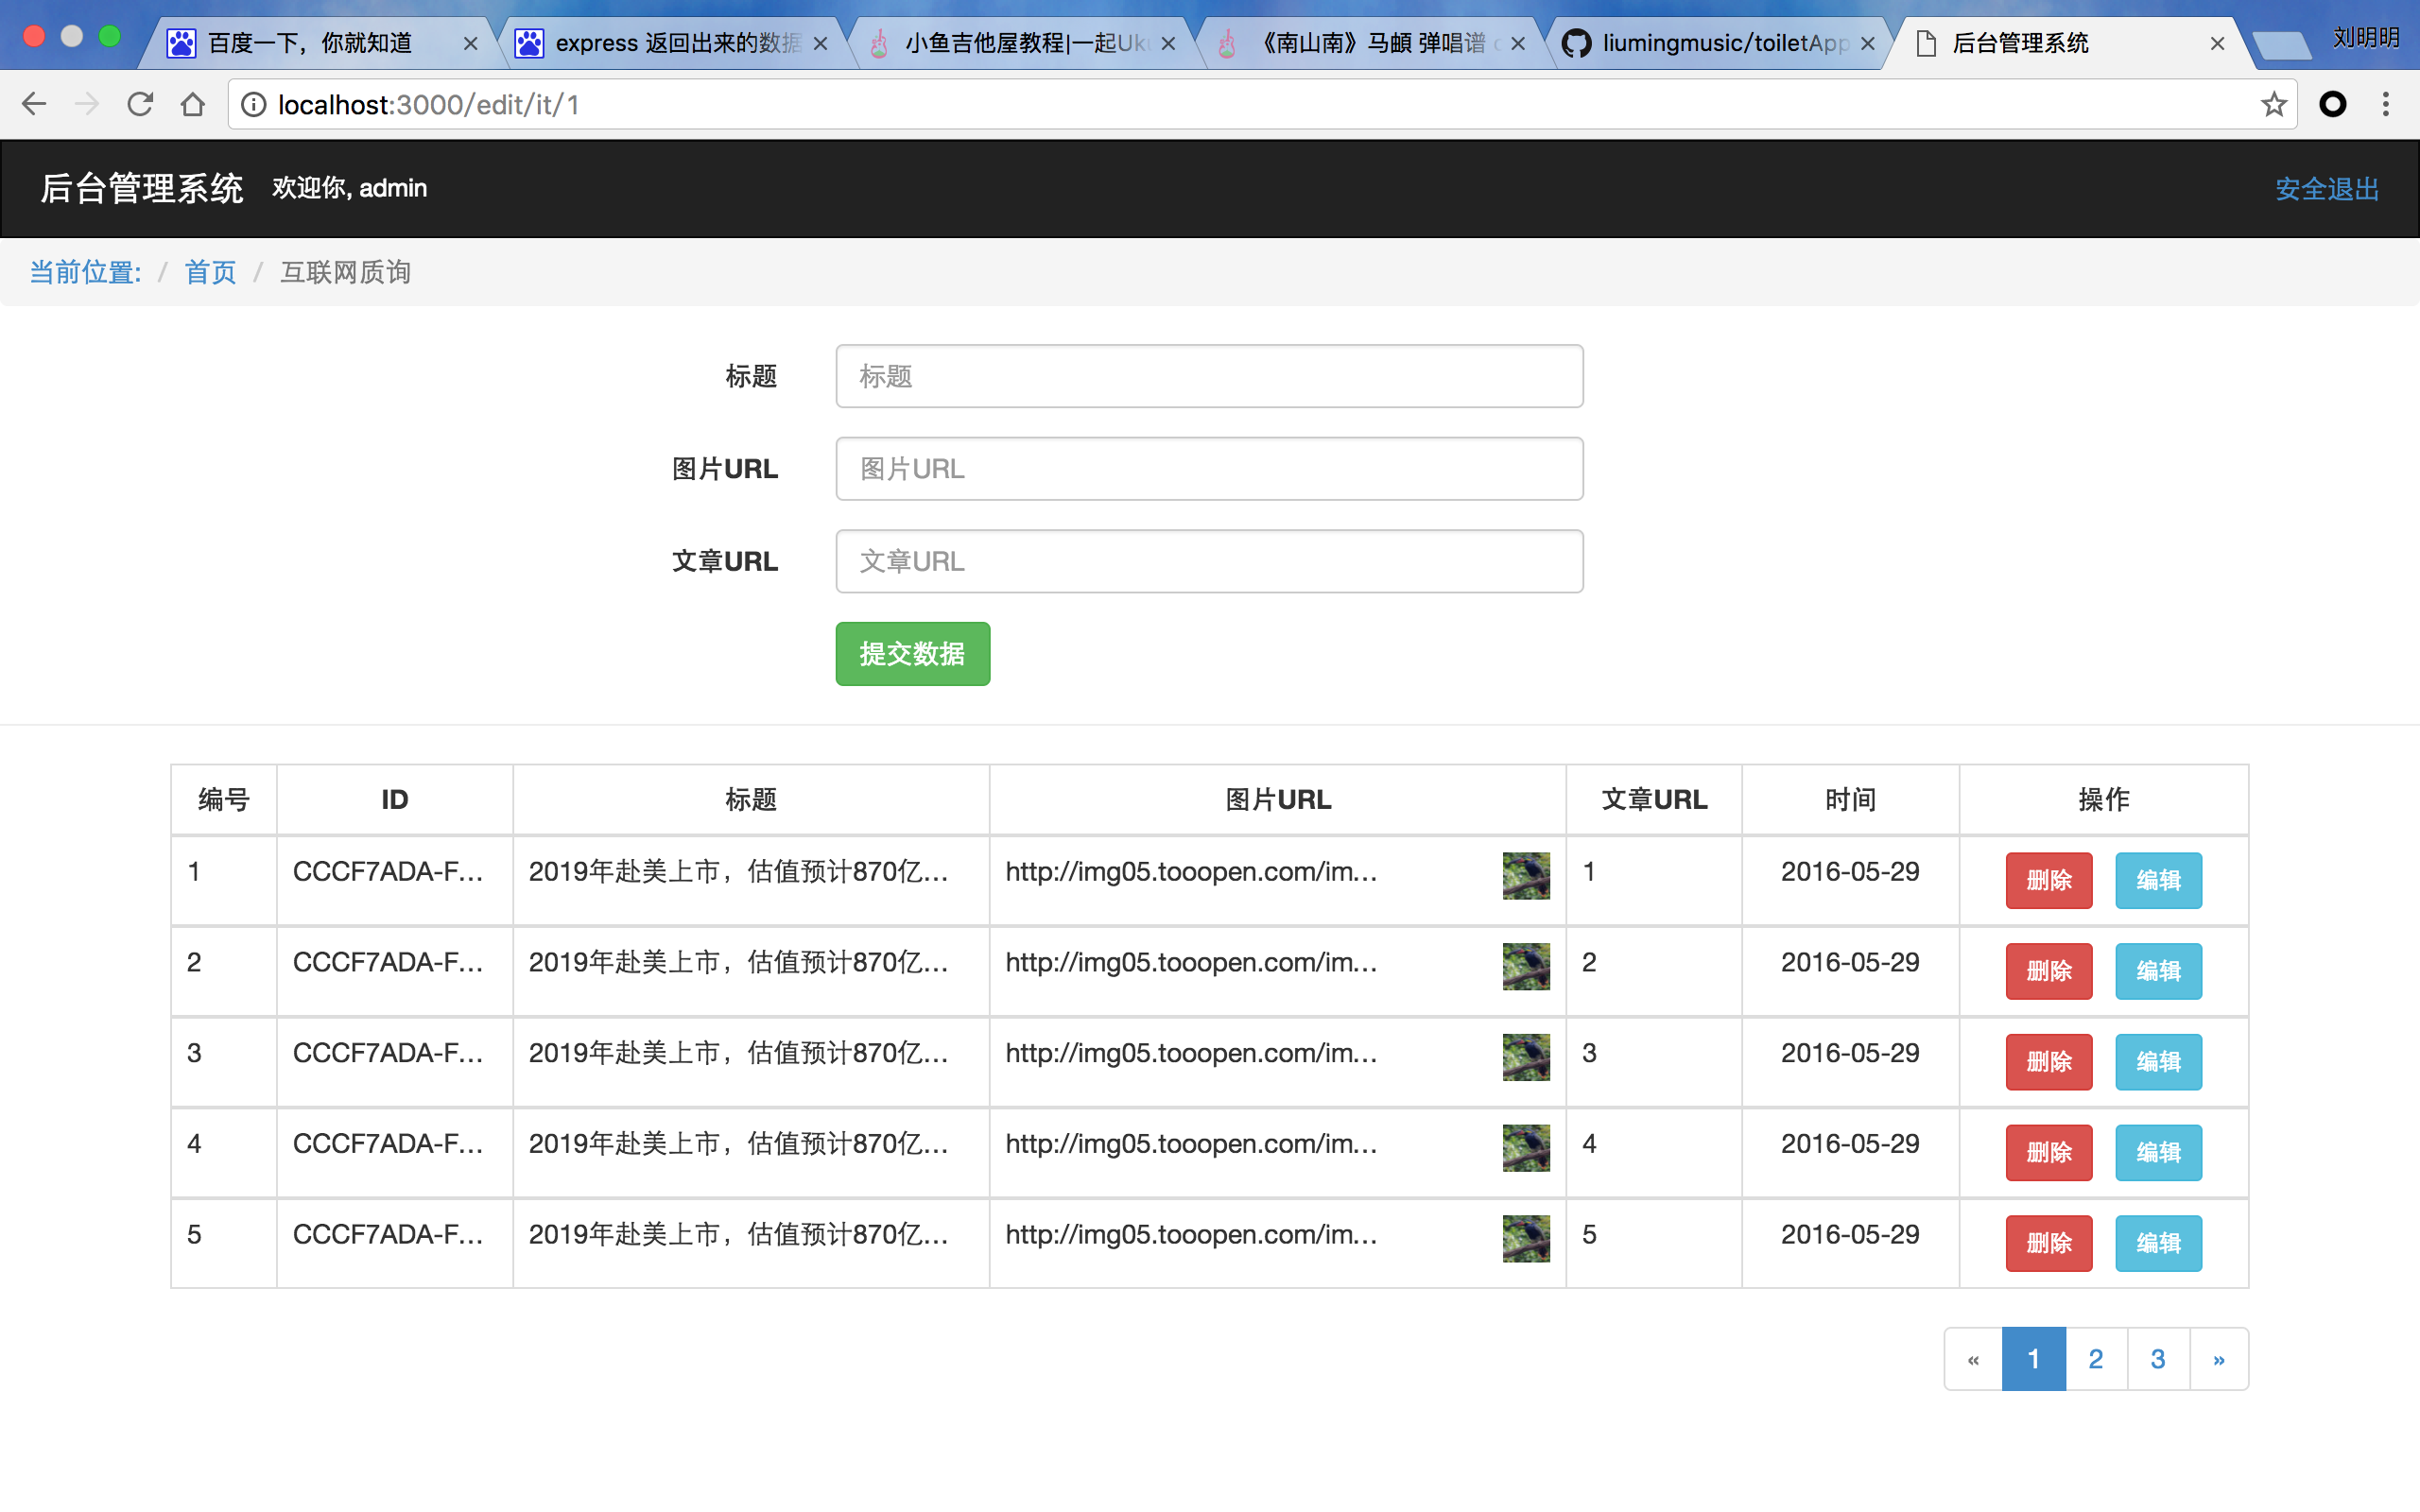 百度一下，你就知道
express 返回出来的数据
小鱼吉他屋教程|一起Uku
《南山南》马頔 弹唱谱
liumingmusic/toiletApp
后台管理系统
刘明明
localhost:3000/edit/it/1
后台管理系统 欢迎你, admin 安全退出
当前位置: / 首页 / 互联网质询
标题 标题
图片URL 图片URL
文章URL 文章URL
提交数据
编号 ID 标题 图片URL 文章URL 时间 操作
1 CCCF7ADA-F... 2019年赴美上市，估值预计870亿... http://img05.tooopen.com/im... 1 2016-05-29 删除 编辑
2 CCCF7ADA-F... 2019年赴美上市，估值预计870亿... http://img05.tooopen.com/im... 2 2016-05-29 删除 编辑
3 CCCF7ADA-F... 2019年赴美上市，估值预计870亿... http://img05.tooopen.com/im... 3 2016-05-29 删除 编辑
4 CCCF7ADA-F... 2019年赴美上市，估值预计870亿... http://img05.tooopen.com/im... 4 2016-05-29 删除 编辑
5 CCCF7ADA-F... 2019年赴美上市，估值预计870亿... http://img05.tooopen.com/im... 5 2016-05-29 删除 编辑
« 1 2 3 »